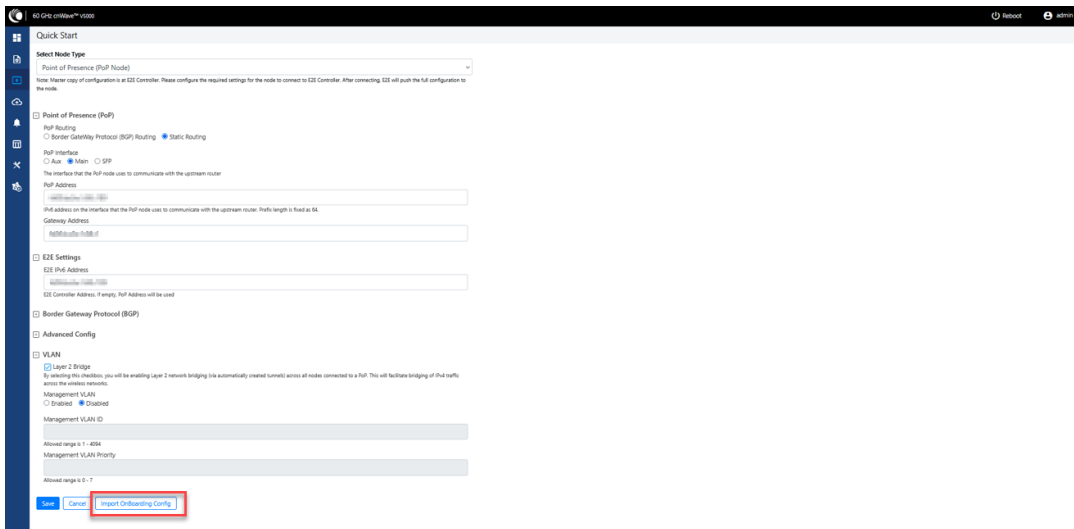 60 GHz cnWave™ V5000
Reboot
admin
Quick Start
Select Node Type
Point of Presence (PoP Node)
Note: Master copy of configuration is at E2E Controller. Please configure the required settings for the node to connect to E2E Controller. After connecting, E2E will push the full configuration to
the node.
Point of Presence (PoP)
PoP Routing
Border GateWay Protocol (BGP) Routing Static Routing
PoP Interface
Aux Main SFP
The interface that the PoP node uses to communicate with the upstream router
PoP Address
IPv6 address on the interface that the PoP node uses to communicate with the upstream router. Prefix length is fixed as 64.
Gateway Address
E2E Settings
E2E IPv6 Address
E2E Controller Address. If empty, PoP Address will be used
Border Gateway Protocol (BGP)
Advanced Config
VLAN
Layer 2 Bridge
By selecting this checkbox, you will be enabling Layer 2 network bridging (via automatically created tunnels) across all nodes connected to a PoP. This will facilitate bridging of IPv4 traffic
across the wireless networks.
Management VLAN
Enabled Disabled
Management VLAN ID
Allowed range is 1 - 4094
Management VLAN Priority
Allowed range is 0 - 7
Save Cancel Import OnBoarding Config